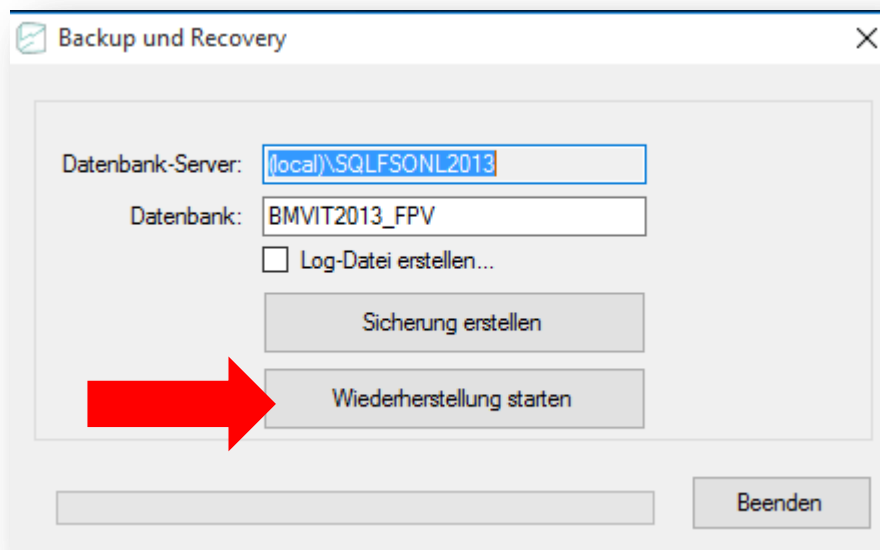 Backup und Recovery
Datenbank-Server: (local)\SQLFSONL2013
Datenbank: BMVIT2013_FPV
Log-Datei erstellen...
Sicherung erstellen
Wiederherstellung starten
Beenden